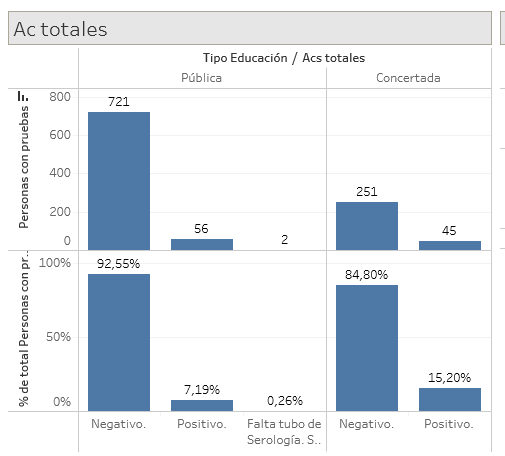 Ac totales
Tipo Educación / Acs totales
Pública
Concertada
Personas con pruebas
800
600
400
200
0
721
56
2
251
45
% de total Personas con pr..
100%
50%
0%
92,55%
7,19%
0,26%
84,80%
15,20%
Negativo.
Positivo.
Falta tubo de
Serología. S..
Negativo.
Positivo.